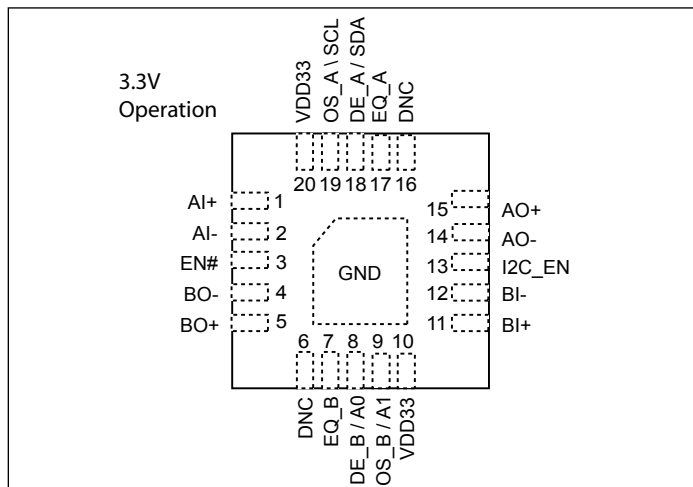 3.3V
Operation
VDD33
OS_A \ SCL
DE_A / SDA
EQ_A
DNC
20 19 18 17 16
AI+ 1
AI- 2
EN# 3
BO- 4
BO+ 5
GND
15 AO+
14 AO-
13 I2C_EN
12 BI-
11 BI+
6 7 8 9 10
DNC
EQ_B
DE_B / A0
OS_B / A1
VDD33